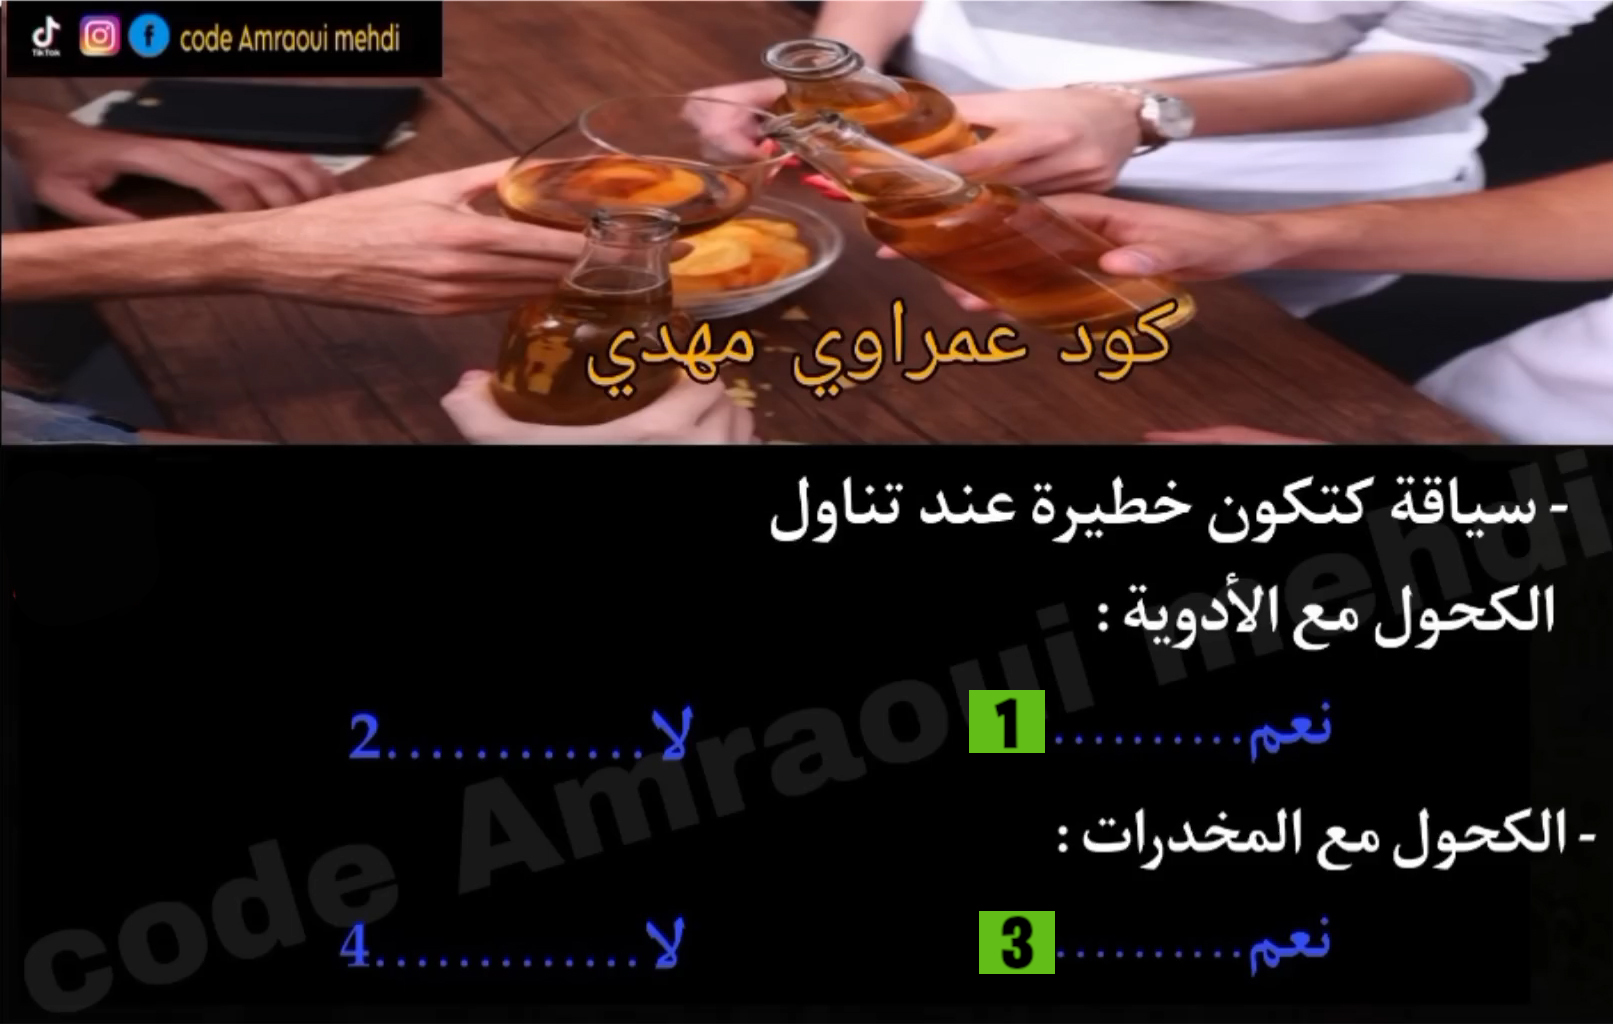 TikTok
code Amraoui mehdi
كود عمراوي مهدي
- سياقة كتكون خطيرة عند تناول
الكحول مع الأدوية :
نعم..........1 لا............2
- الكحول مع المخدرات :
نعم..........3 لا.............4
code Amraoui mehdi